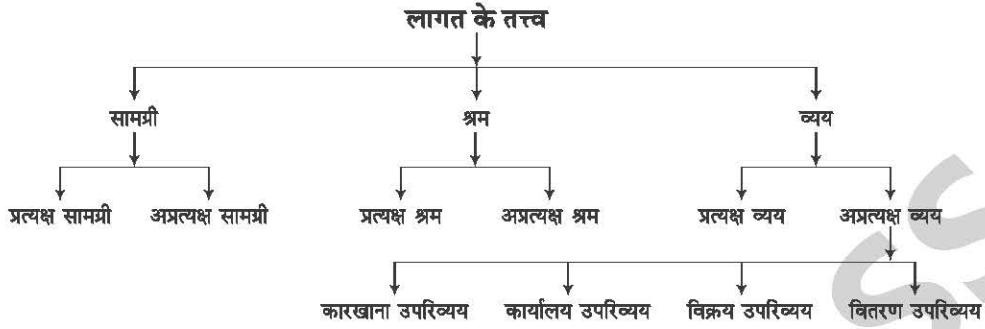 लागत के तत्त्व
सामग्री श्रम व्यय
प्रत्यक्ष सामग्री अप्रत्यक्ष सामग्री प्रत्यक्ष श्रम अप्रत्यक्ष श्रम प्रत्यक्ष व्यय अप्रत्यक्ष व्यय
कारखाना उपरिव्यय कार्यालय उपरिव्यय विक्रय उपरिव्यय वितरण उपरिव्यय
SS